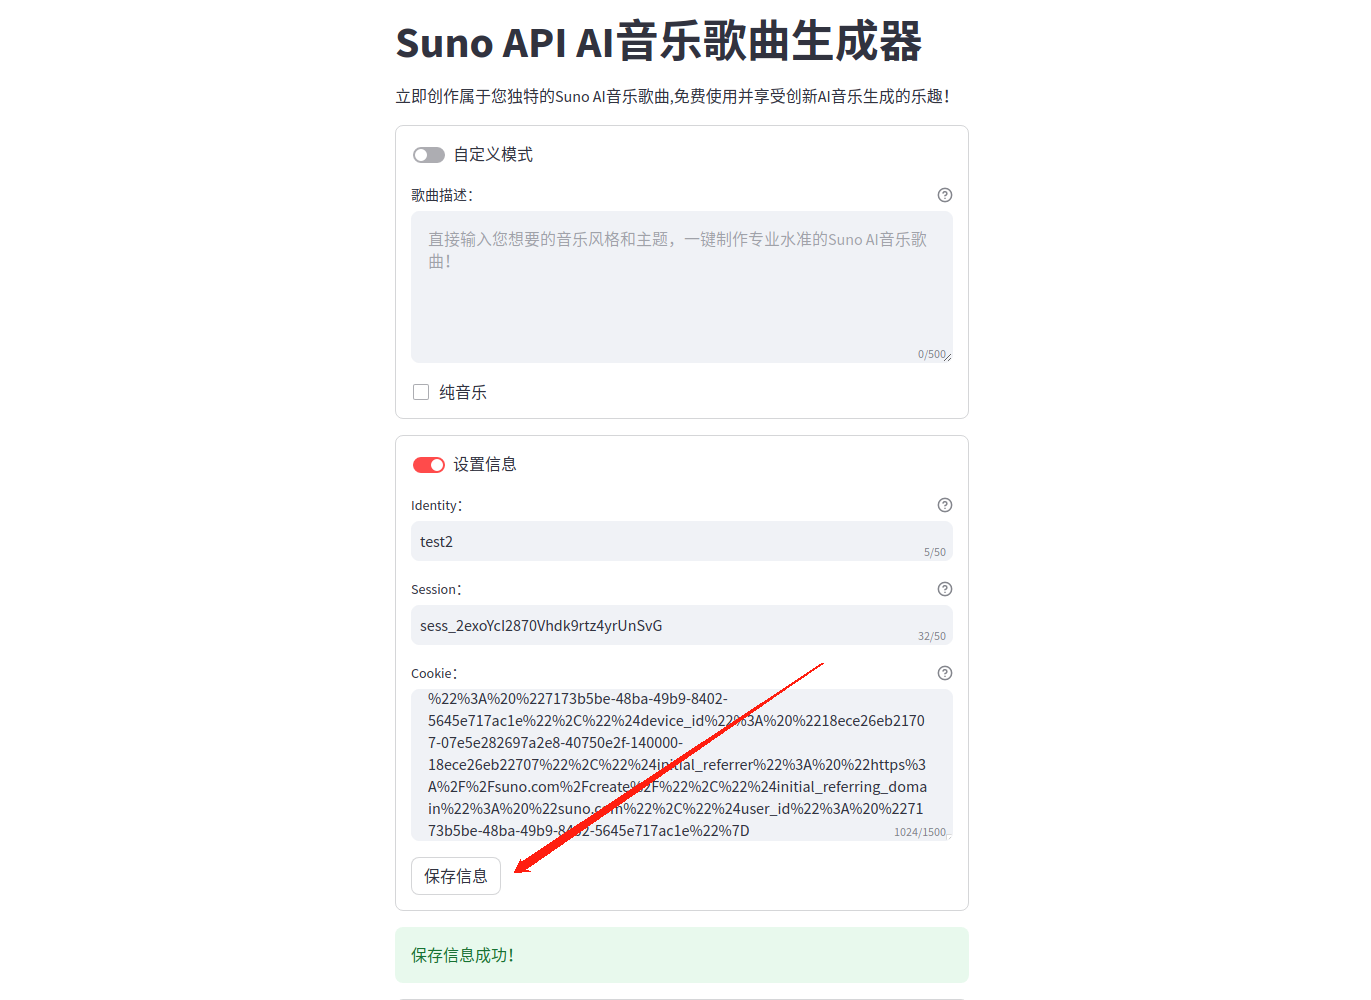 Suno API AI音乐歌曲生成器
立即创作属于您独特的Suno AI音乐歌曲,免费使用并享受创新AI音乐生成的乐趣！
自定义模式
歌曲描述：
直接输入您想要的音乐风格和主题，一键制作专业水准的Suno AI音乐歌
曲！
0/500
纯音乐
设置信息
Identity：
test2
5/50
Session：
sess_2exoYcI2870Vhdk9rtz4yrUnSvG
32/50
Cookie：
%22%3A%20%227173b5be-48ba-49b9-8402-
5645e717ac1e%22%2C%22%24device_id%22%3A%20%2218ece26eb2170
7-07e5e282697a2e8-40750e2f-140000-
18ece26eb22707%22%2C%22%24initial_referrer%22%3A%20%22https%3
A%2F%2Fsuno.com%2Fcreate%2F%22%2C%22%24initial_referring_doma
in%22%3A%20%22suno.com%22%2C%22%24user_id%22%3A%20%2271
73b5be-48ba-49b9-8402-5645e717ac1e%22%7D
1024/1500
保存信息
保存信息成功！